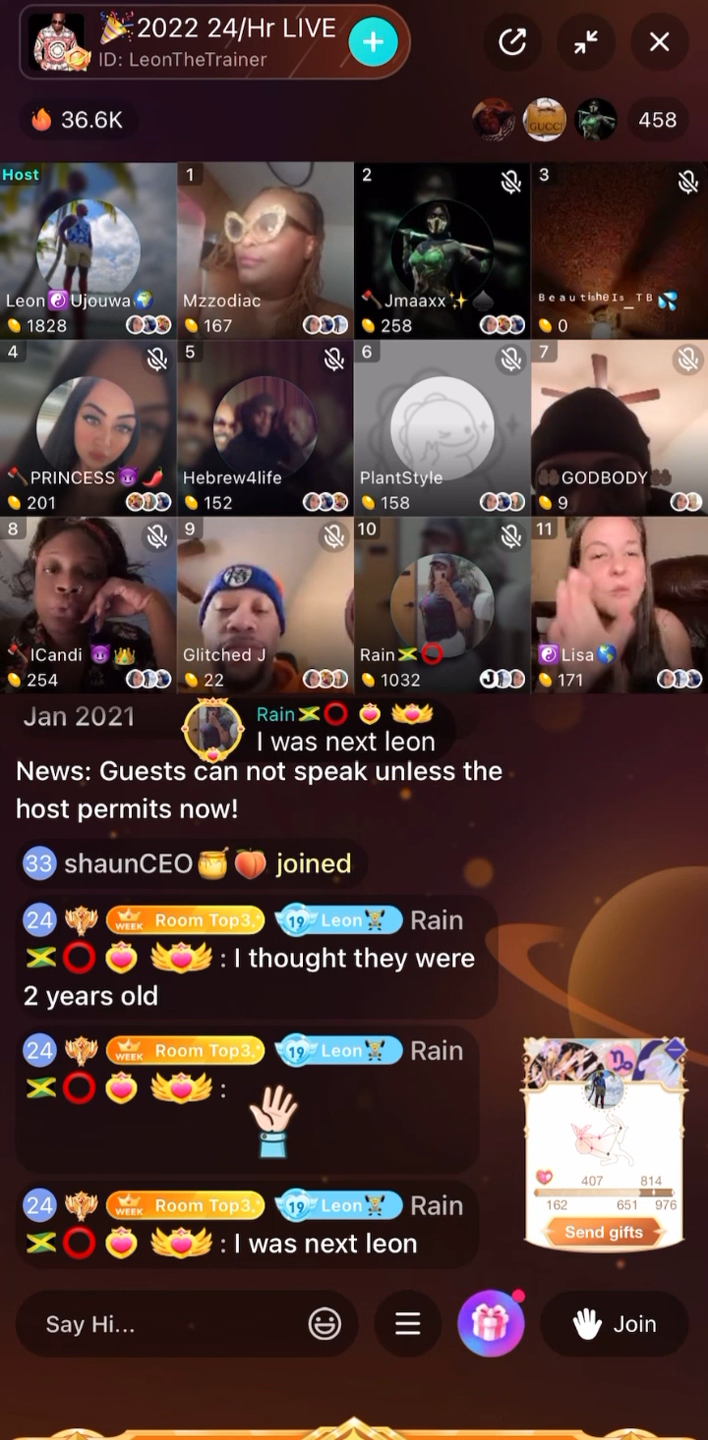 🎉2022 24/Hr LIVE
ID: LeonTheTrainer
36.6K
GUCCI
458
Host
Leon☯️Ujouwa🌍
1828
1
Mzzodiac
167
2
🪓Jmaaxx✨♠️
258
3
BeautisheIs_TB💦
0
4
🪓PRINCESS😈🌶️
201
5
Hebrew4life
152
6
PlantStyle
158
7
GODBODY
9
8
🪓ICandi 😈👑
254
9
Glitched J
22
10
Rain🇯🇲⭕
1032
11
☯️Lisa🌎
171
Jan 2021
Rain🇯🇲⭕
I was next leon
News: Guests can not speak unless the
host permits now!
33 shaunCEO🍯🍑 joined
24 WEEK Room Top3 19 Leon Rain
🇯🇲⭕ : I thought they were
2 years old
24 WEEK Room Top3 19 Leon Rain
🇯🇲⭕ :
24 WEEK Room Top3 19 Leon Rain
🇯🇲⭕ : I was next leon
407 814
162 651 976
Send gifts
Say Hi...
Join